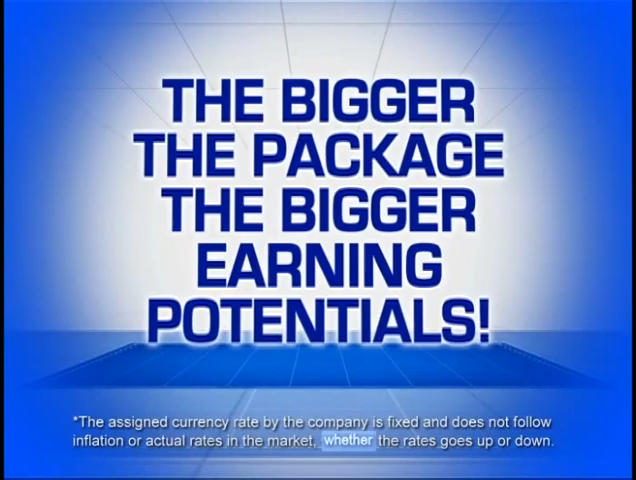 THE BIGGER
THE PACKAGE
THE BIGGER
EARNING
POTENTIALS!
*The assigned currency rate by the company is fixed and does not follow
inflation or actual rates in the market, whether the rates goes up or down.